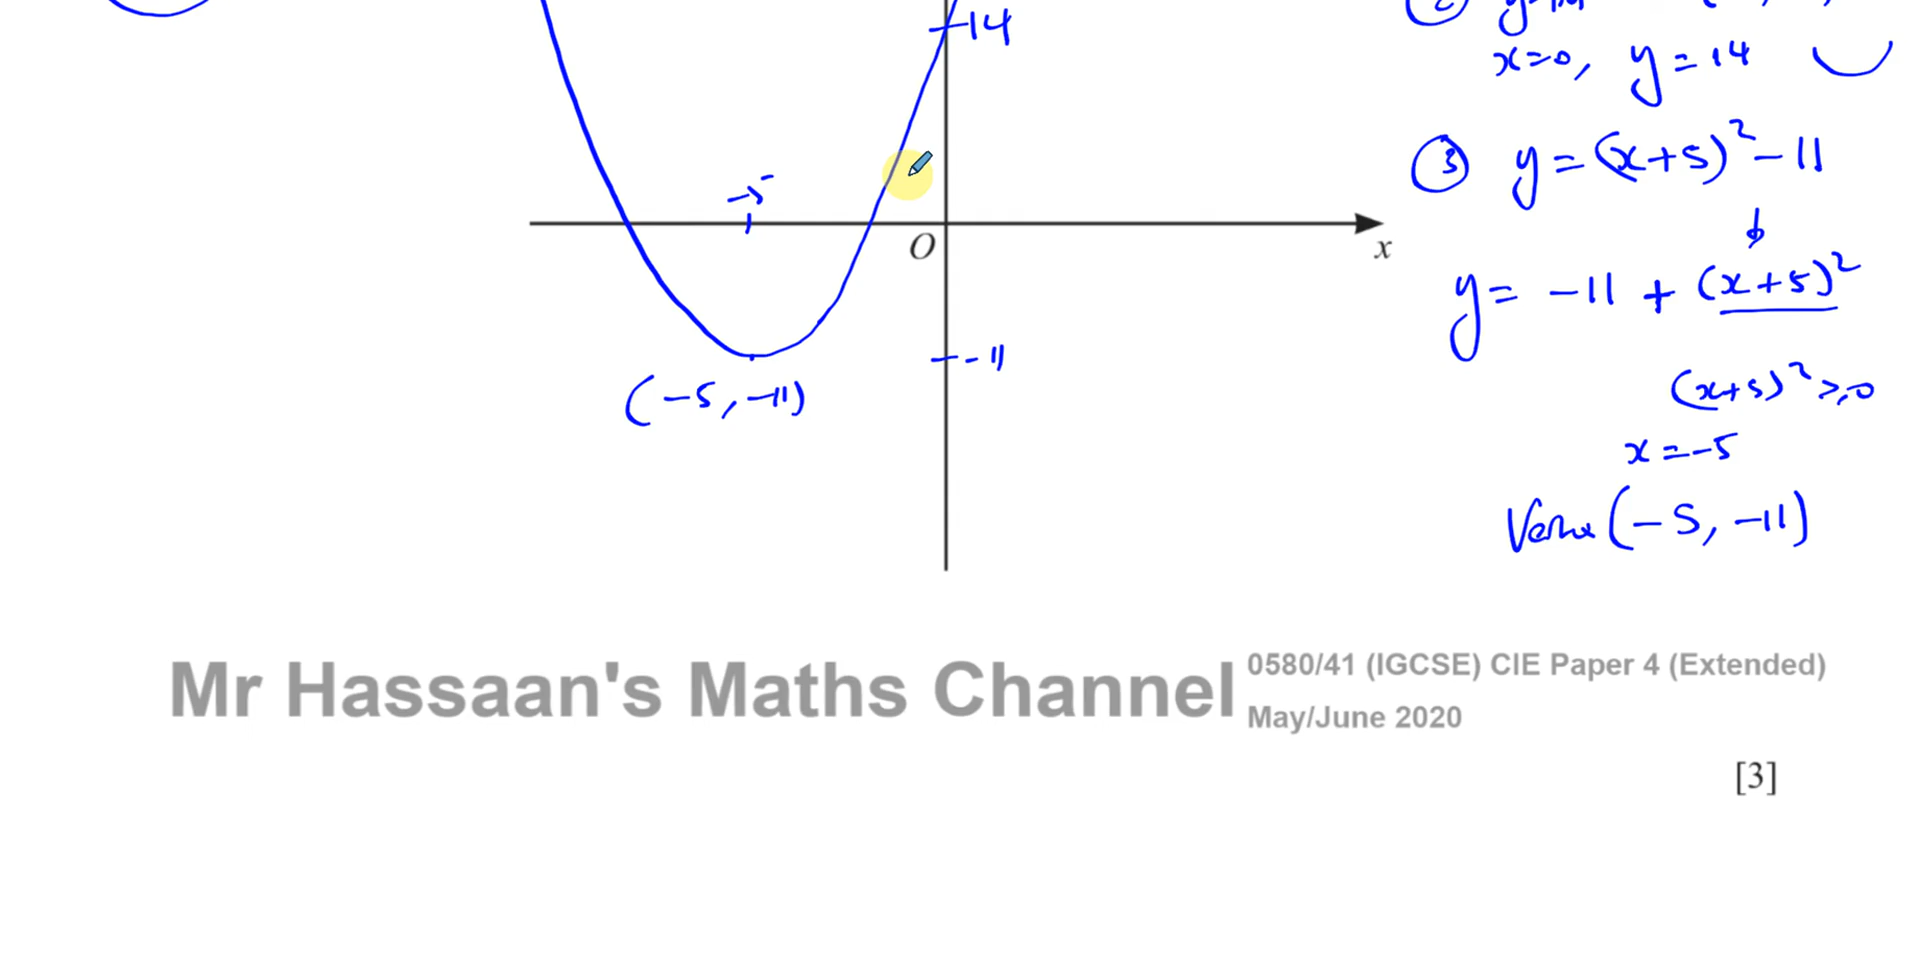 14
x=0, y=14
③ y=(x+5)²-11
-5
O
x
y= -11 + (x+5)²
-11
(-5, -11)
(x+5)²≥0
x=-5
Vertex (-5, -11)
Mr Hassaan's Maths Channel
0580/41 (IGCSE) CIE Paper 4 (Extended)
May/June 2020
[3]